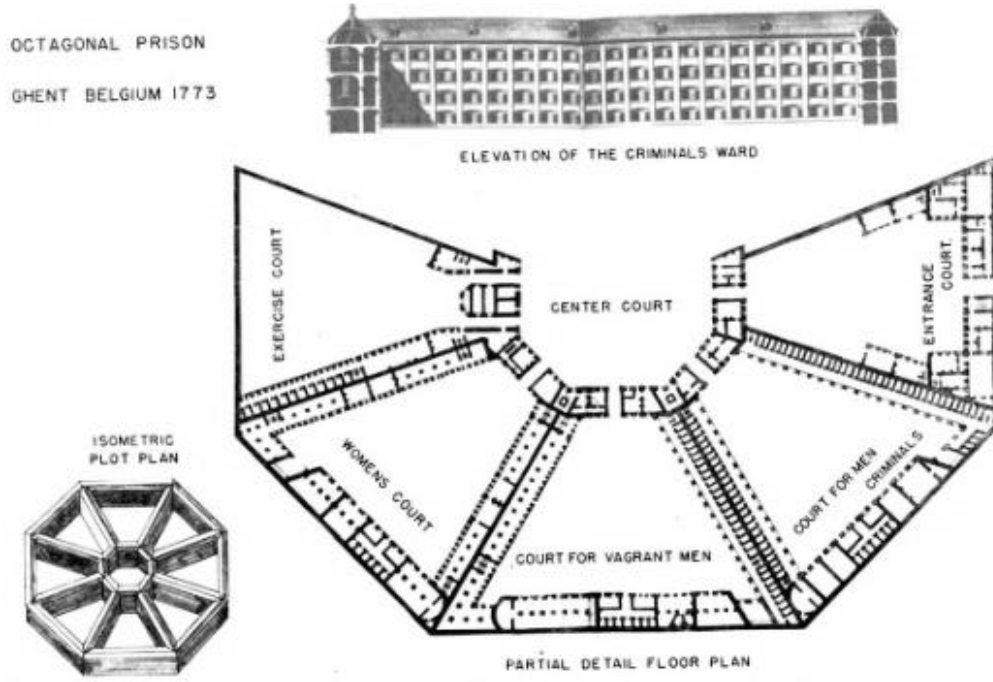 OCTAGONAL PRISON
GHENT BELGIUM 1773
ELEVATION OF THE CRIMINALS WARD
EXERCISE COURT
CENTER COURT
ENTRANCE
COURT.
ISOMETRIC
PLOT PLAN
WOMENS COURT
COURT FOR VAGRANT MEN
COURT FOR MEN
CRIMINALS
PARTIAL DETAIL FLOOR PLAN